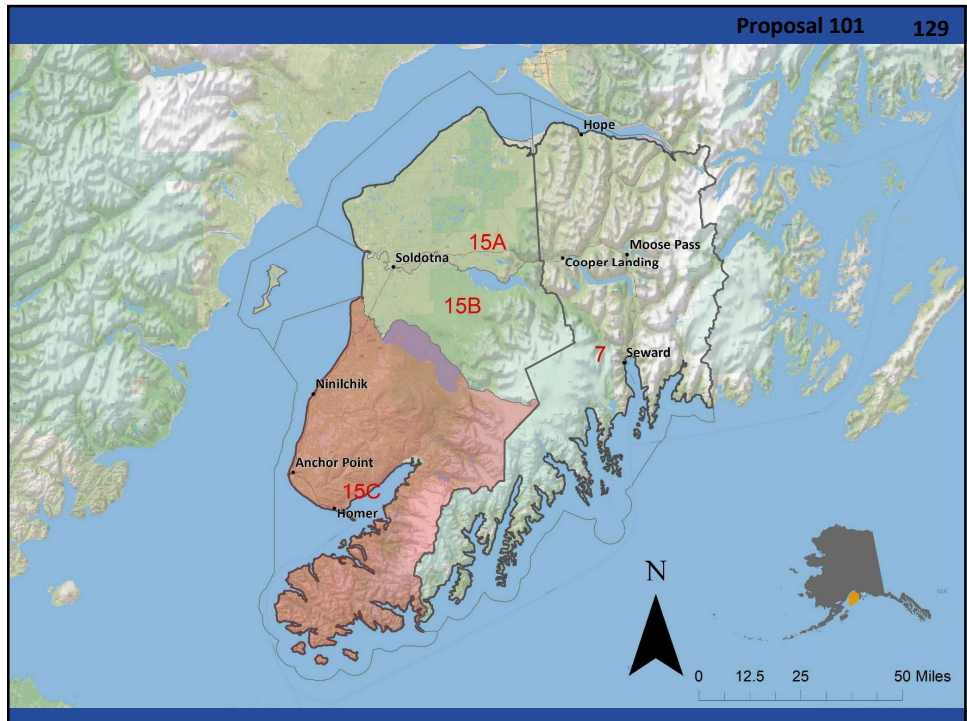 Proposal 101 129
Hope
15A
Moose Pass
Soldotna
Cooper Landing
15B
7
Seward
Ninilchik
Anchor Point
15C
Homer
N
0 12.5 25 50 Miles